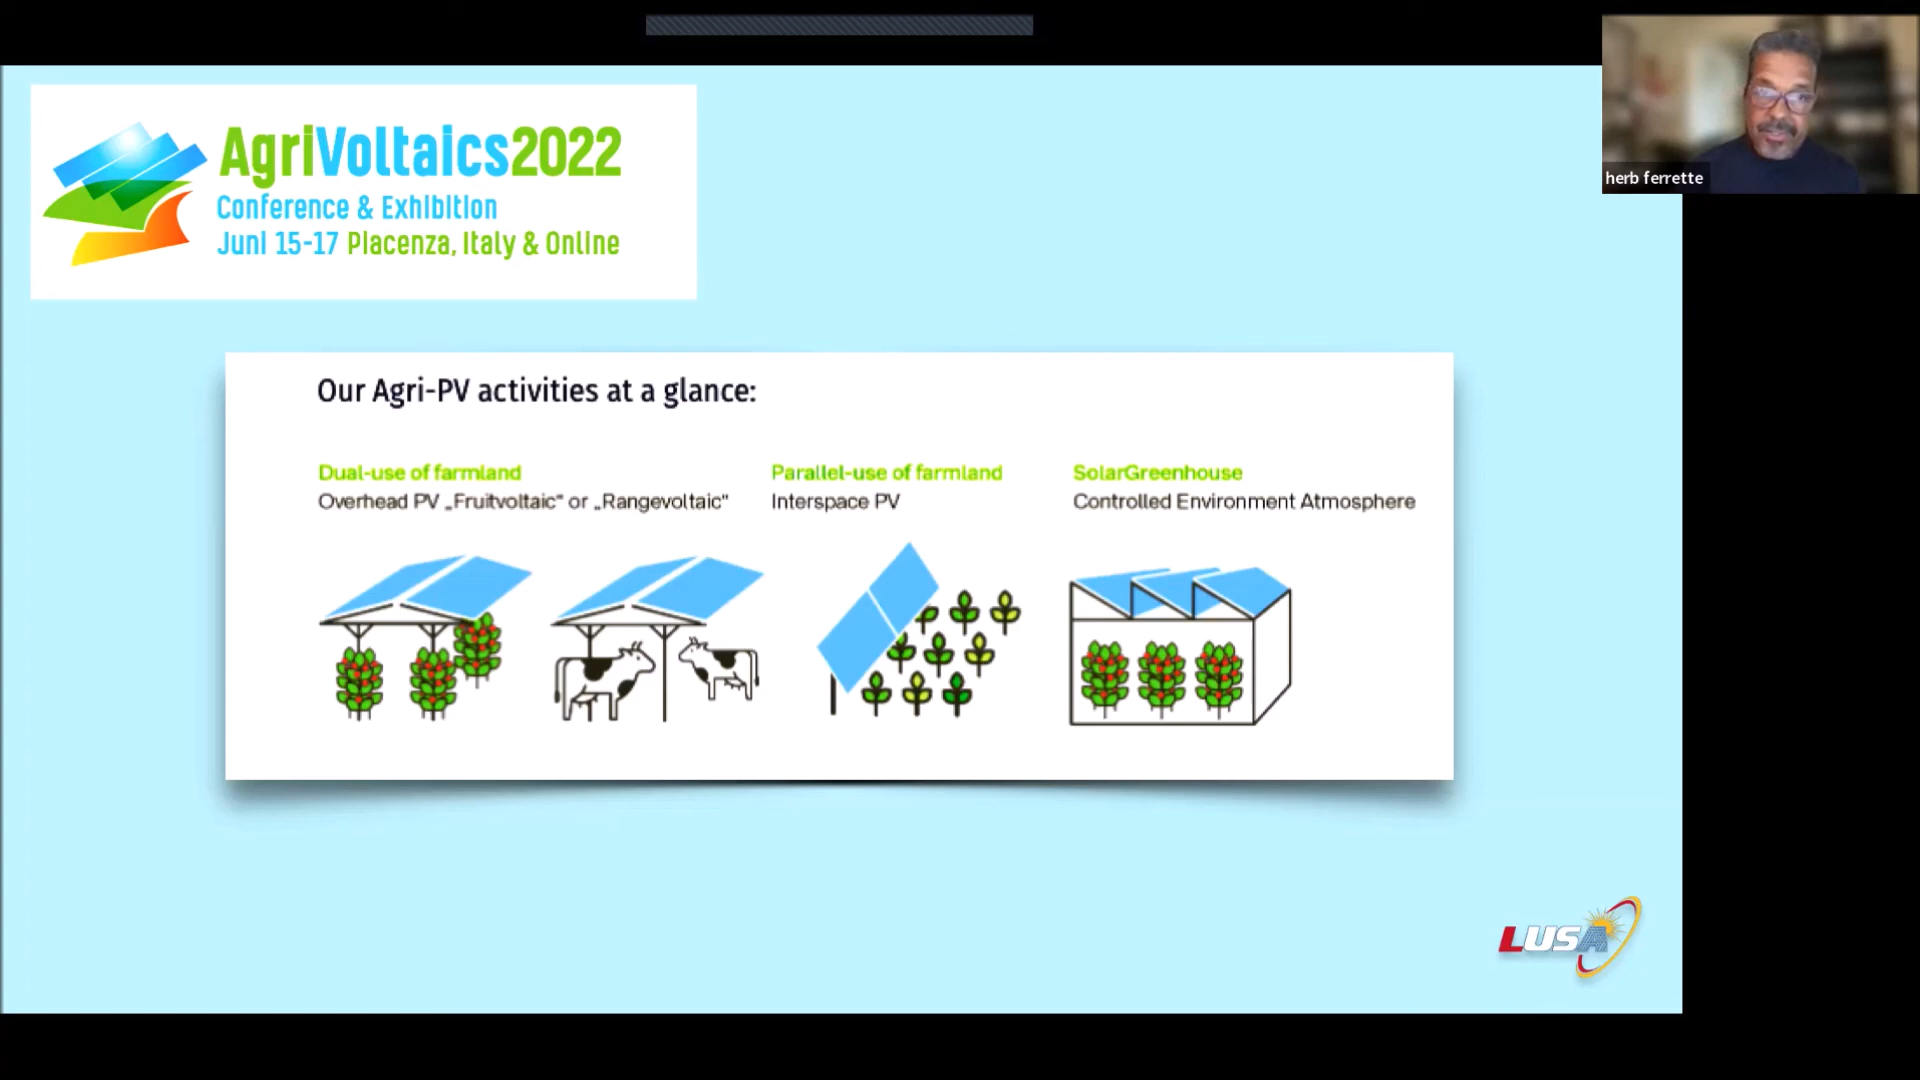 AgriVoltaics2022
Conference & Exhibition
Juni 15-17 Piacenza, Italy & Online
herb ferrette
Our Agri-PV activities at a glance:
Dual-use of farmland
Overhead PV „Fruitvoltaic“ or „Rangevoltaic“
Parallel-use of farmland
Interspace PV
SolarGreenhouse
Controlled Environment Atmosphere
LUSA